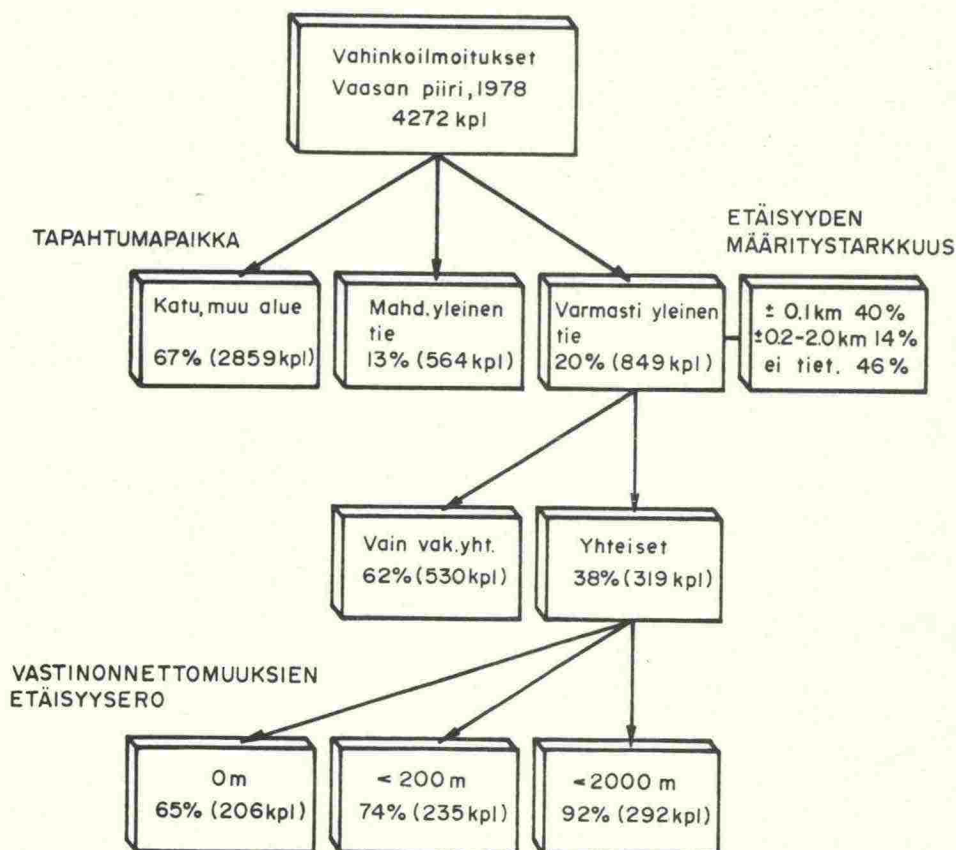 Vahinkoilmoitukset
Vaasan piiri, 1978
4272 kpl
TAPAHTUMAPAIKKA
ETÄISYYDEN
MÄÄRITYSTARKKUUS
Katu, muu alue
67% (2859 kpl)
Mahd. yleinen
tie
13% (564 kpl)
Varmasti yleinen
tie
20% (849 kpl)
± 0.1 km 40%
±0.2-2.0 km 14%
ei tiet. 46%
Vain vak.yht.
62% (530 kpl)
Yhteiset
38% (319 kpl)
VASTINONNETTOMUUKSIEN
ETÄISYYSERO
0 m
65% (206 kpl)
< 200 m
74% (235 kpl)
<2000 m
92% (292 kpl)